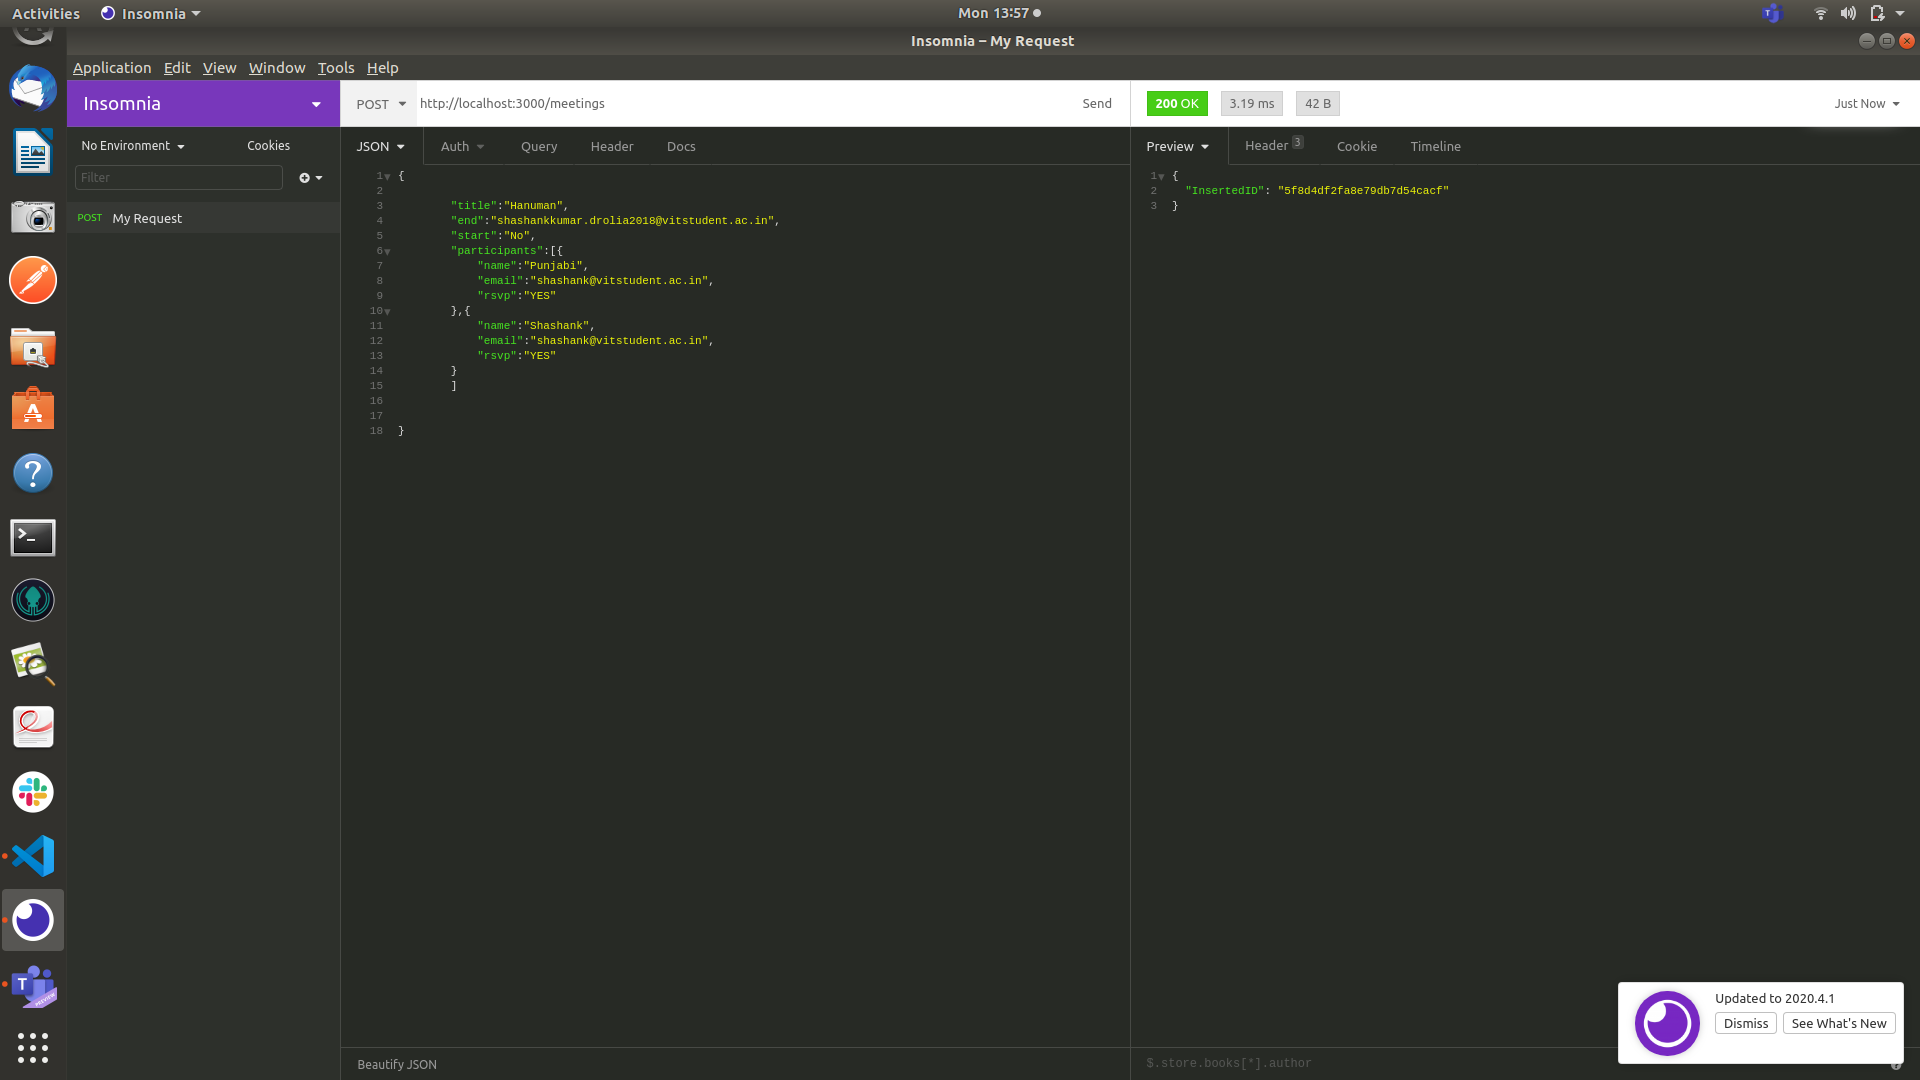 Activities Insomnia Mon 13:57
Insomnia – My Request
Application Edit View Window Tools Help
Insomnia
POST http://localhost:3000/meetings Send
200 OK 3.19 ms 42 B Just Now
No Environment Cookies
JSON Auth Query Header Docs
Preview Header 3 Cookie Timeline
Filter
POST My Request
1 {
2
3 "title":"Hanuman",
4 "end":"shashankkumar.drolia2018@vitstudent.ac.in",
5 "start":"No",
6 "participants":[{
7 "name":"Punjabi",
8 "email":"shashank@vitstudent.ac.in",
9 "rsvp":"YES"
10 },{
11 "name":"Shashank",
12 "email":"shashank@vitstudent.ac.in",
13 "rsvp":"YES"
14 }
15 ]
16
17
18 }
1 {
2 "InsertedID": "5f8d4df2fa8e79db7d54cacf"
3 }
Beautify JSON
$.store.books[*].author
Updated to 2020.4.1
Dismiss See What's New